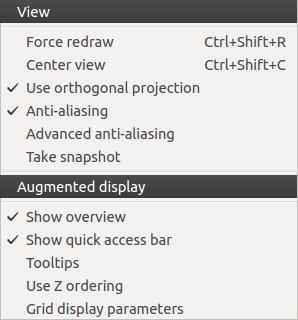 View
Force redraw Ctrl+Shift+R
Center view Ctrl+Shift+C
Use orthogonal projection
Anti-aliasing
Advanced anti-aliasing
Take snapshot
Augmented display
Show overview
Show quick access bar
Tooltips
Use Z ordering
Grid display parameters